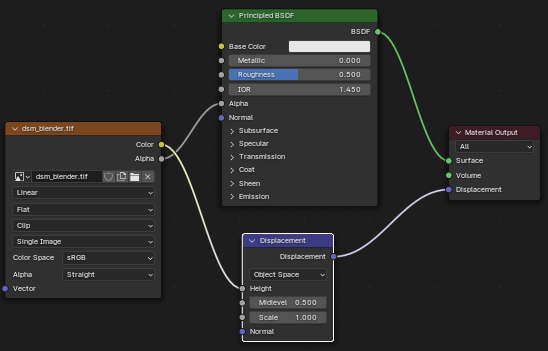 Principled BSDF
BSDF
Base Color
Metallic 0.000
Roughness 0.500
IOR 1.450
Alpha
Normal
Subsurface
Specular
Transmission
Coat
Sheen
Emission
dsm_blender.tif
Color
Alpha
dsm_blender.tif
Linear
Flat
Clip
Single Image
Color Space sRGB
Alpha Straight
Vector
Displacement
Displacement
Object Space
Height
Midlevel 0.500
Scale 1.000
Normal
Material Output
All
Surface
Volume
Displacement